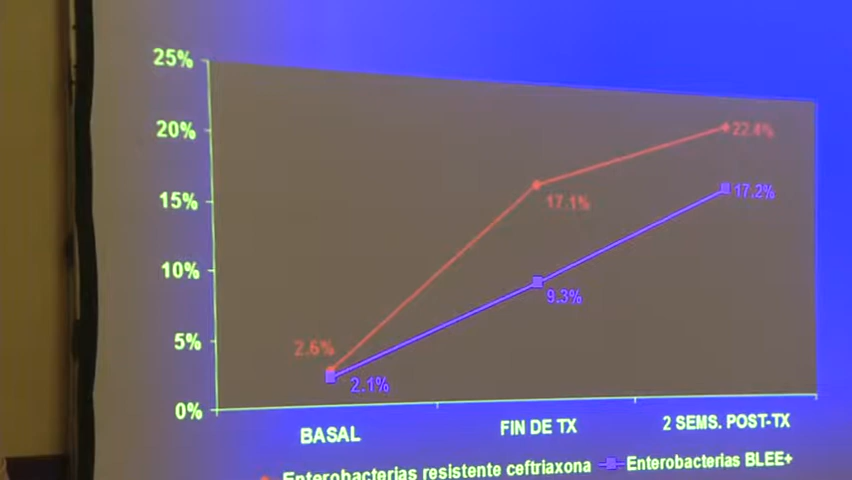 25%
22.4%
20%
17.1%
17.2%
15%
10%
9.3%
5%
2.6%
2.1%
0%
BASAL
FIN DE TX
2 SEMS. POST-TX
Enterobacterias resistente ceftriaxona
Enterobacterias BLEE+